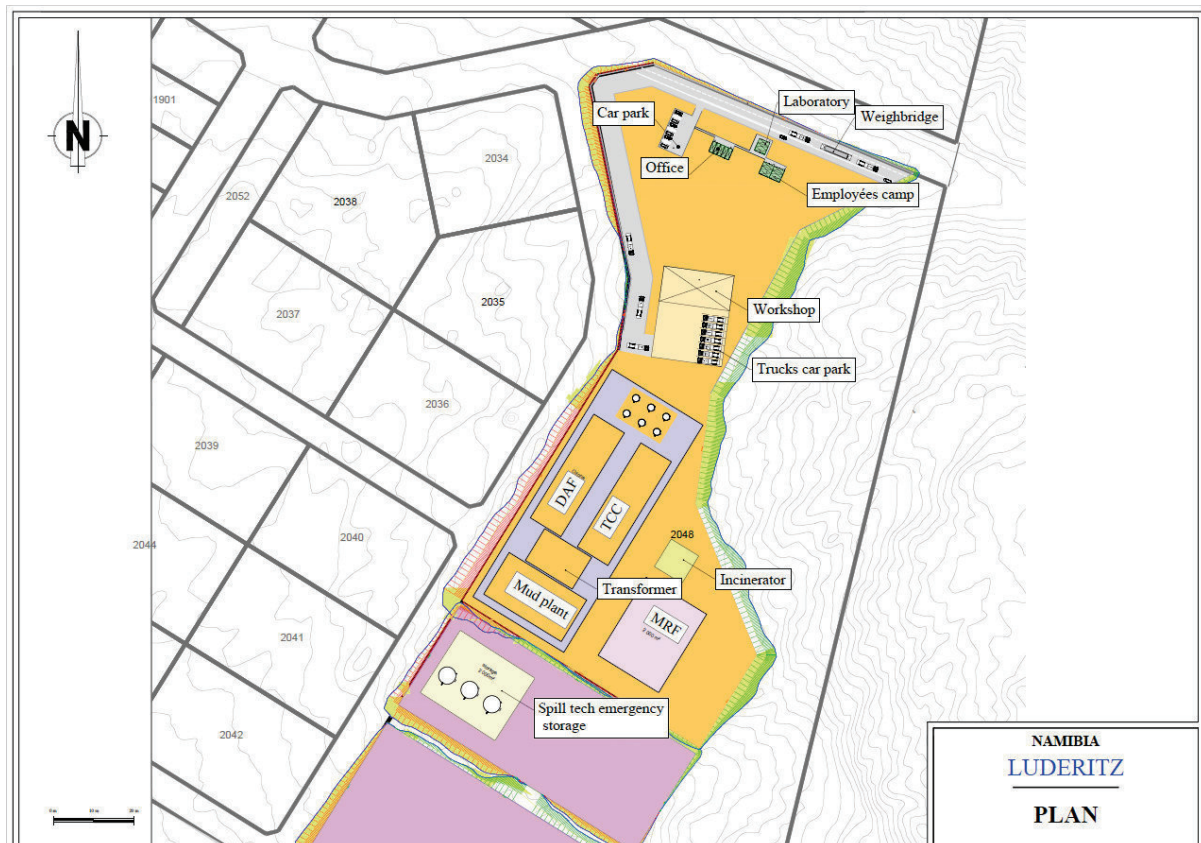 N
1901
2052
2038
2034
2037
2035
2036
2039
2044
2040
2041
2042
Car park
Laboratory
Weighbridge
Office
Employées camp
Workshop
Trucks car park
DAF
TCC
2048
Incinerator
Transformer
Mud plant
MRF
Spill tech emergency
storage
NAMIBIA
LUDERITZ
PLAN